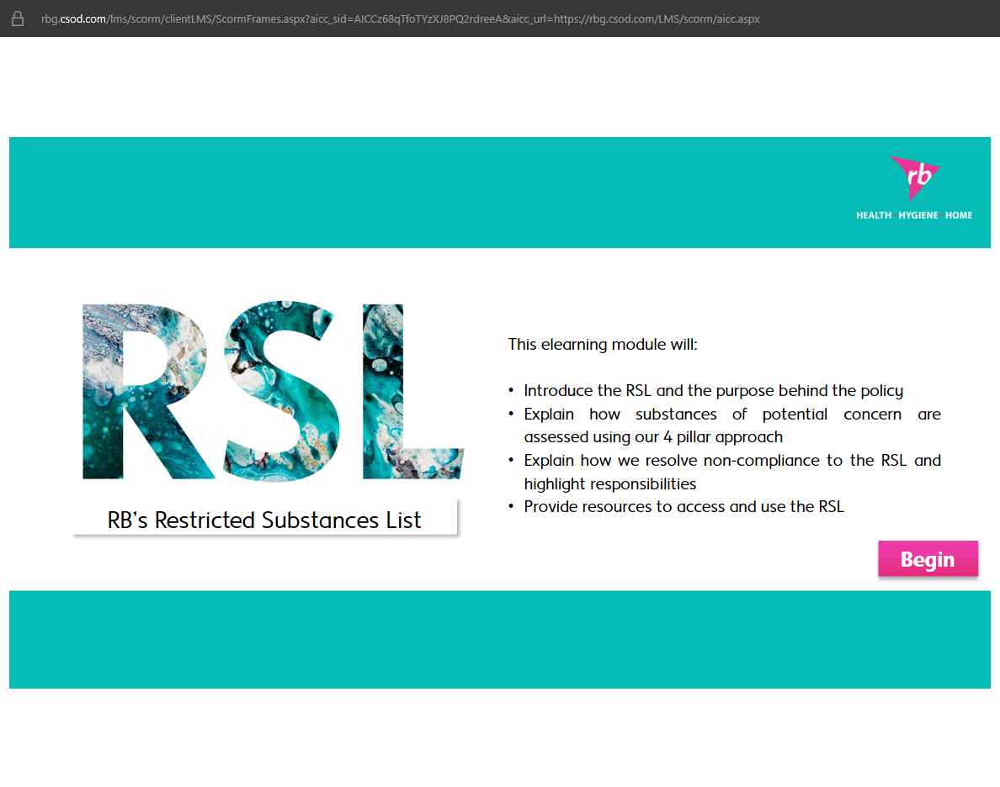 rbg.csod.com/lms/scorm/clientLMS/ScormFrames.aspx?aicc_sid=AICCz68qTfoTYzXJ8PQ2rdreeA&aicc_url=https://rbg.csod.com/LMS/scorm/aicc.aspx
rb
HEALTH HYGIENE HOME
RSL
RB's Restricted Substances List
This elearning module will:
• Introduce the RSL and the purpose behind the policy
• Explain how substances of potential concern are
assessed using our 4 pillar approach
• Explain how we resolve non-compliance to the RSL and
highlight responsibilities
• Provide resources to access and use the RSL
Begin